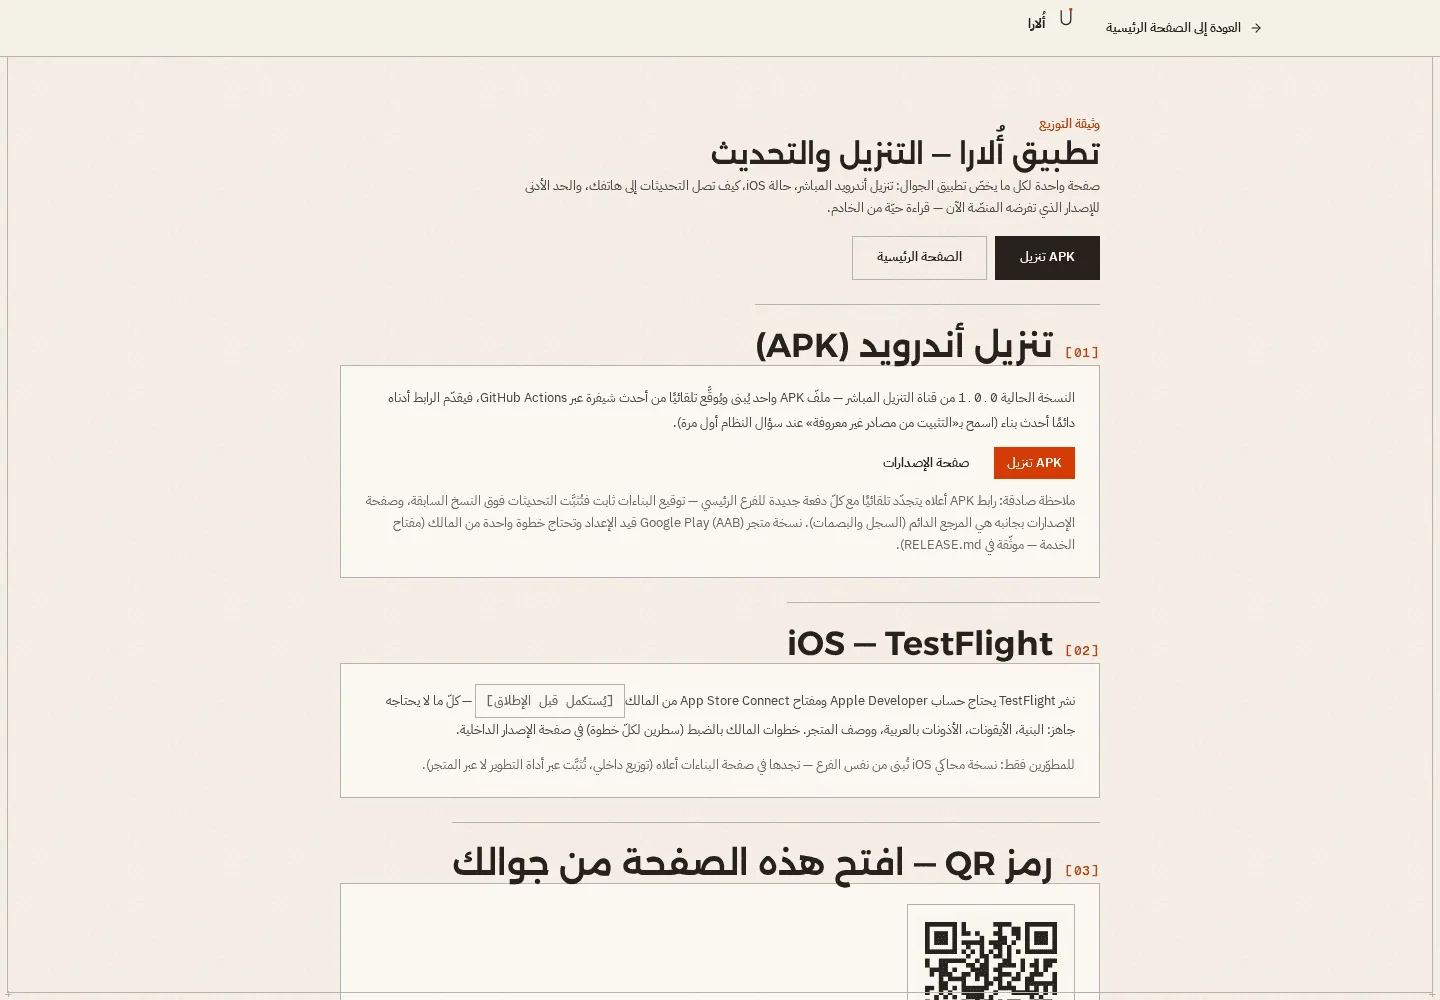 العودة إلى الصفحة الرئيسية
أُلارا
وثيقة التوزيع
تطبيق أُلارا — التنزيل والتحديث
صفحة واحدة لكل ما يخصّ تطبيق الجوال: تنزيل أندرويد المباشر، حالة iOS، كيف تصل التحديثات إلى هاتفك، والحد الأدنى
للإصدار الذي تفرضه المنصّة الآن — قراءة حيّة من الخادم.
تنزيل APK
الصفحة الرئيسية
[01] تنزيل أندرويد (APK)
النسخة الحالية 1.0.0 من قناة التنزيل المباشر — ملفّ APK واحد يُبنى ويُوقَّع تلقائيًا من أحدث شيفرة عبر GitHub Actions، فيقدّم الرابط أدناه
دائمًا أحدث بناء (اسمح بـ«التثبيت من مصادر غير معروفة» عند سؤال النظام أول مرة).
تنزيل APK
صفحة الإصدارات
ملاحظة صادقة: رابط APK أعلاه يتجدّد تلقائيًا مع كلّ دفعة جديدة للفرع الرئيسي — توقيع البناءات ثابت فتُثبَّت التحديثات فوق النسخ السابقة، وصفحة
الإصدارات بجانبه هي المرجع الدائم (السجل والبصمات). نسخة متجر Google Play (AAB) قيد الإعداد وتحتاج خطوة واحدة من المالك (مفتاح
الخدمة — موثّقة في RELEASE.md).
[02] iOS — TestFlight
نشر TestFlight يحتاج حساب Apple Developer ومفتاح App Store Connect من المالك [يُستكمل قبل الإطلاق] — كلّ ما لا يحتاجه
جاهز: البنية، الأيقونات، الأذونات بالعربية، ووصف المتجر. خطوات المالك بالضبط (سطرين لكلّ خطوة) في صفحة الإصدار الداخلية.
للمطوّرين فقط: نسخة محاكي iOS تُبنى من نفس الفرع — تجدها في صفحة البناءات أعلاه (توزيع داخلي، تُثبَّت عبر أداة التطوير لا عبر المتجر).
[03] رمز QR — افتح هذه الصفحة من جوالك